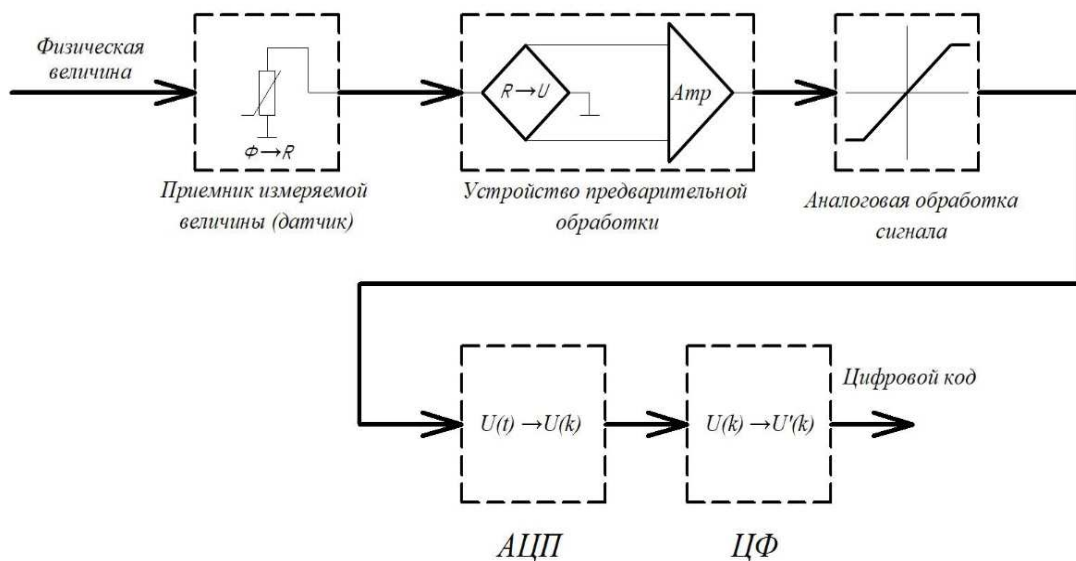 Физическая
величина
Φ→R
Приемник измеряемой
величины (датчик)
R→U
Amp
Устройство предварительной
обработки
Аналоговая обработка
сигнала
U(t) →U(k)
АЦП
U(k) →U'(k)
ЦФ
Цифровой код